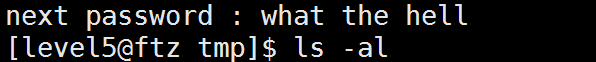 next password : what the hell
[level5@ftz tmp]$ ls -al